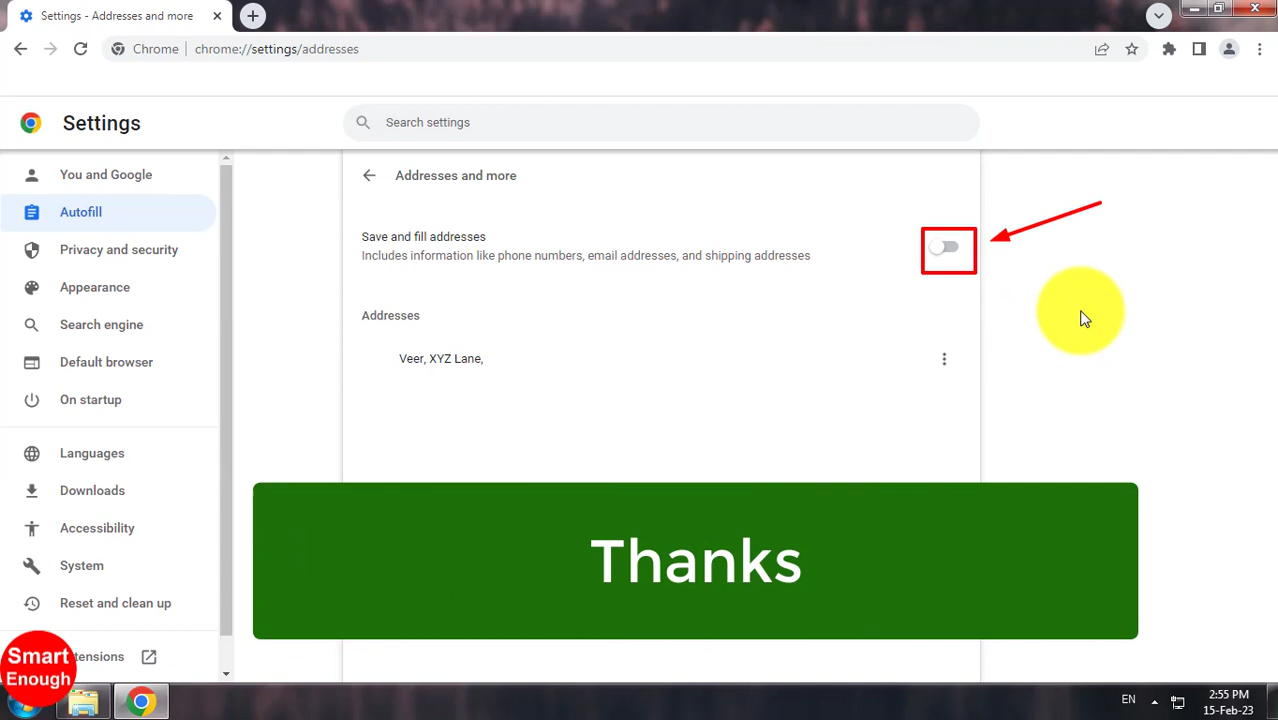 Settings - Addresses and more
Chrome
chrome://settings/addresses
Settings
Search settings
You and Google
Autofill
Privacy and security
Appearance
Search engine
Default browser
On startup
Languages
Downloads
Accessibility
System
Reset and clean up
tensions
Addresses and more
Save and fill addresses
Includes information like phone numbers, email addresses, and shipping addresses
Addresses
Veer, XYZ Lane,
Thanks
Smart
Enough
EN
2:55 PM
15-Feb-23